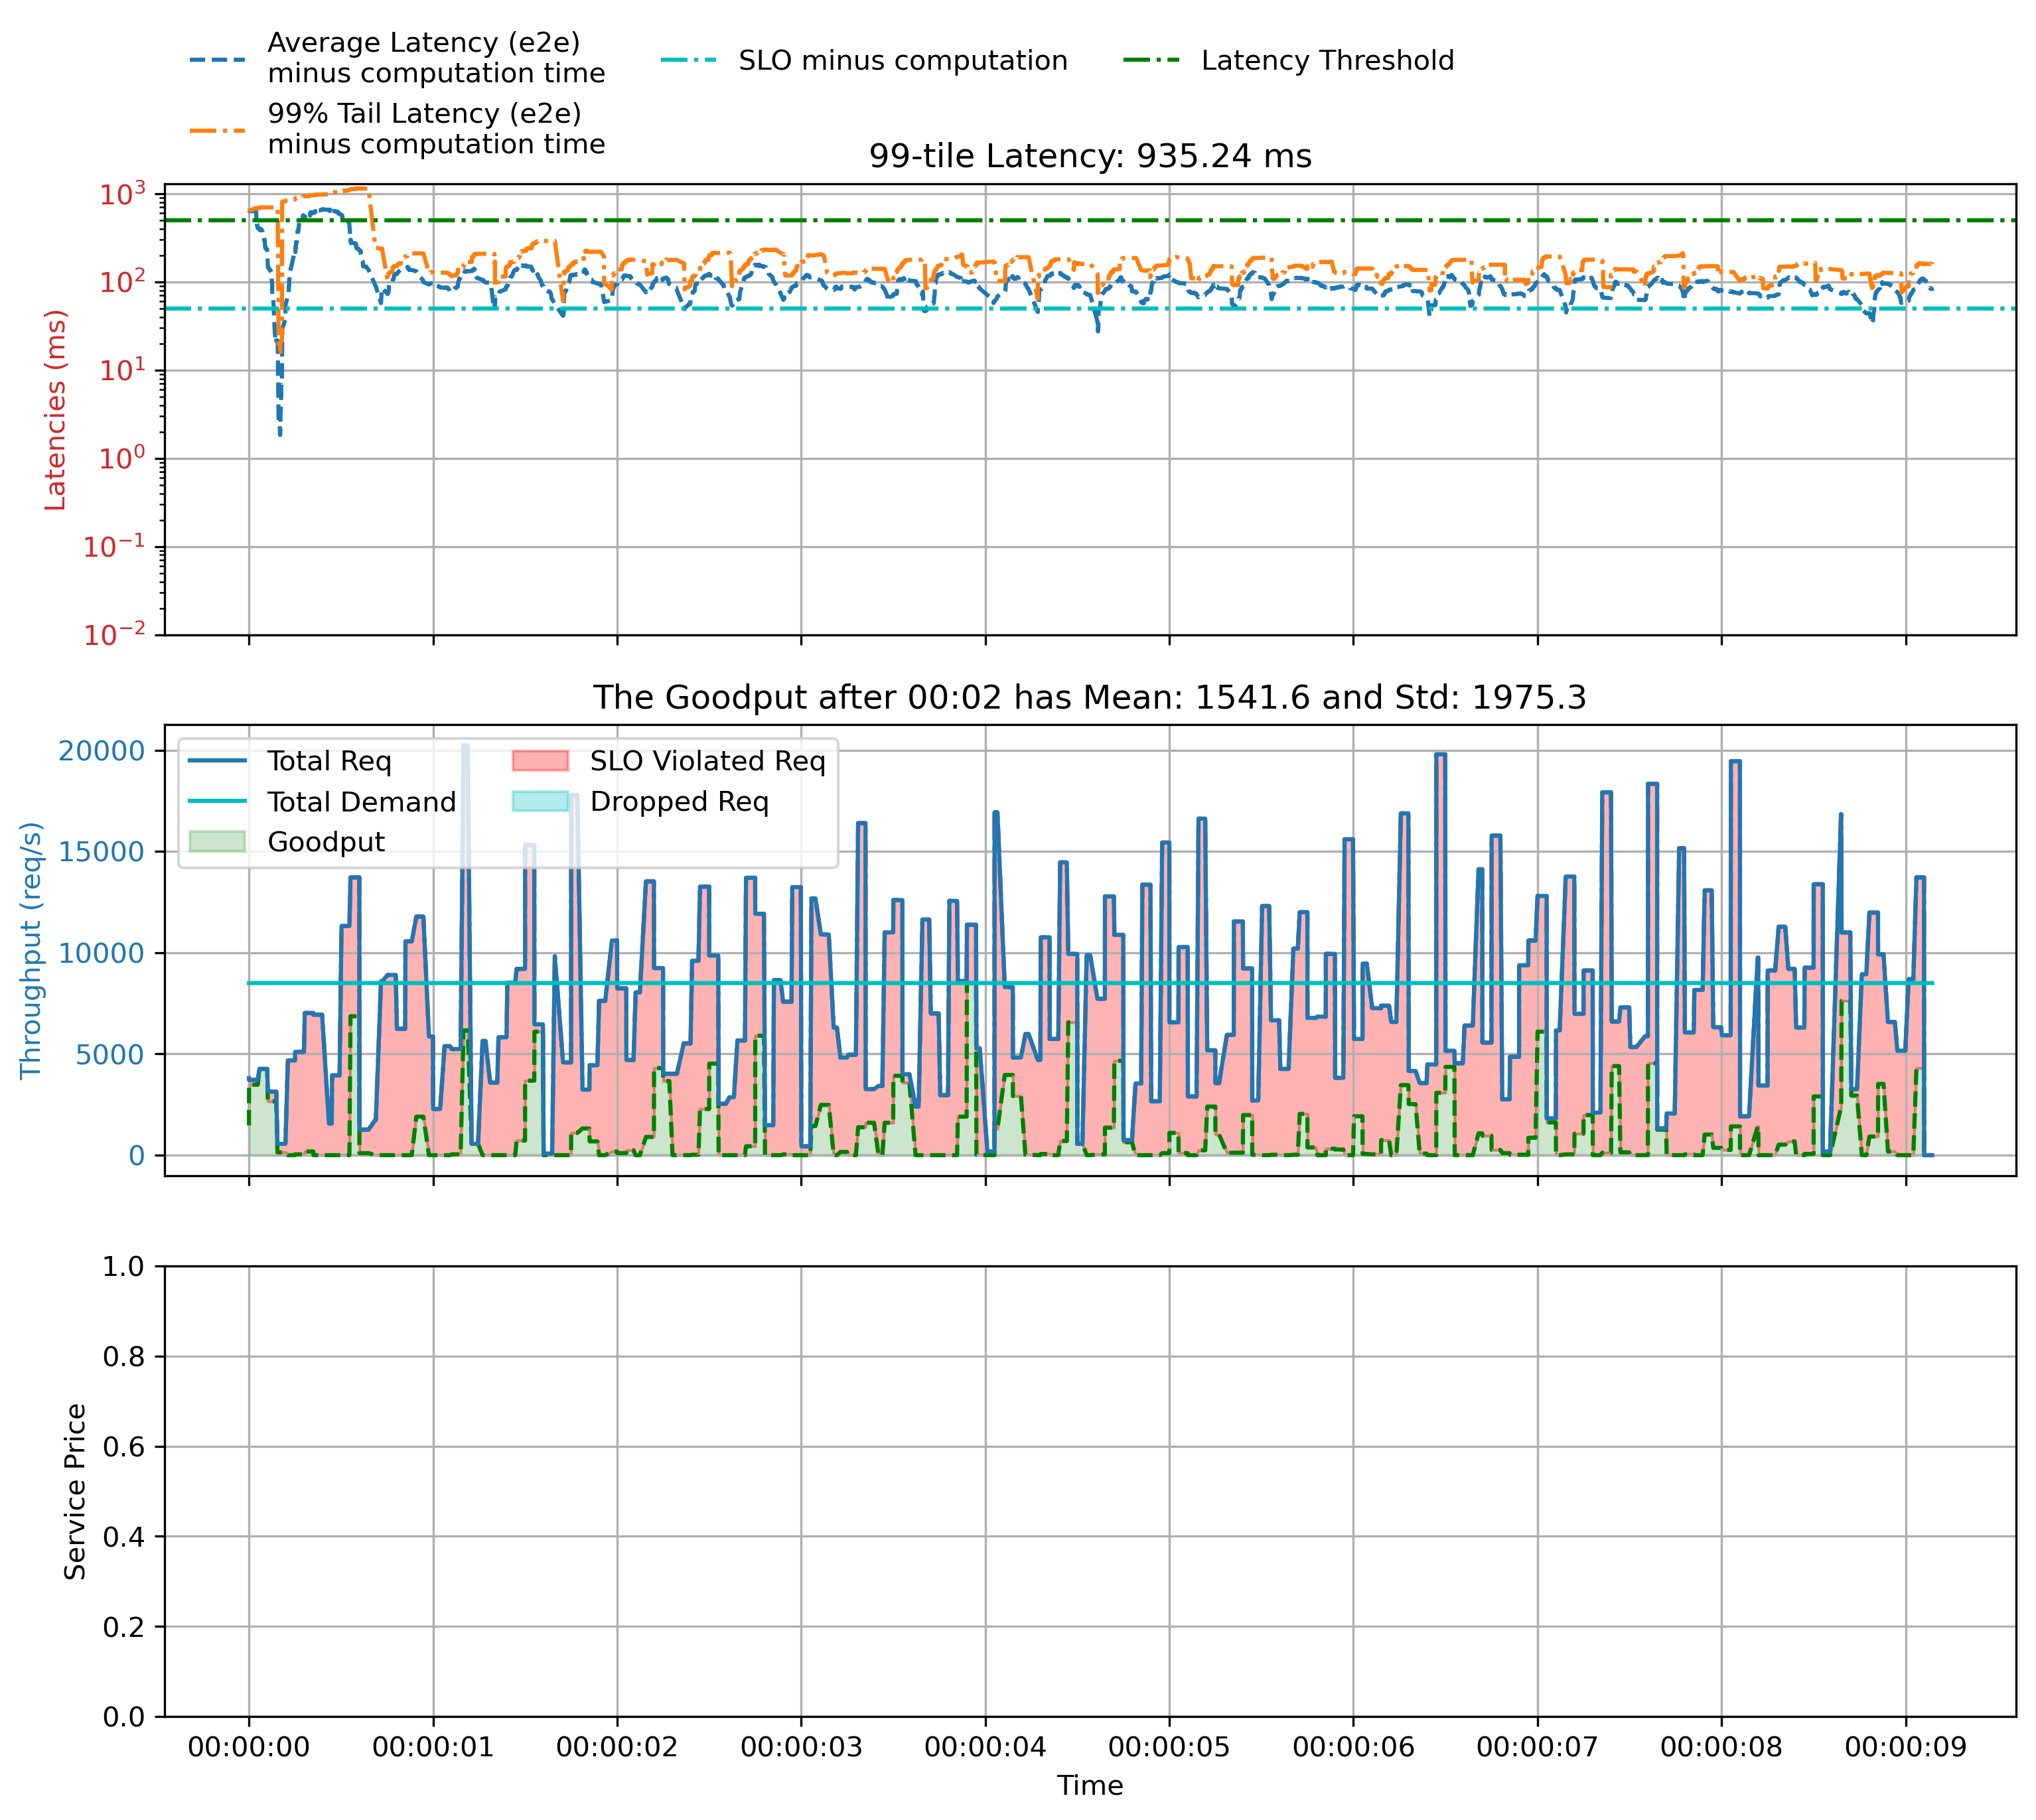 Average Latency (e2e)
minus computation time
99% Tail Latency (e2e)
minus computation time
SLO minus computation
Latency Threshold
99-tile Latency: 935.24 ms
10³
10²
10¹
10⁰
10⁻¹
10⁻²
Latencies (ms)
The Goodput after 00:02 has Mean: 1541.6 and Std: 1975.3
Total Req
Total Demand
Goodput
SLO Violated Req
Dropped Req
20000
15000
10000
5000
0
Throughput (req/s)
1.0
0.8
0.6
0.4
0.2
0.0
Service Price
00:00:00 00:00:01 00:00:02 00:00:03 00:00:04 00:00:05 00:00:06 00:00:07 00:00:08 00:00:09
Time